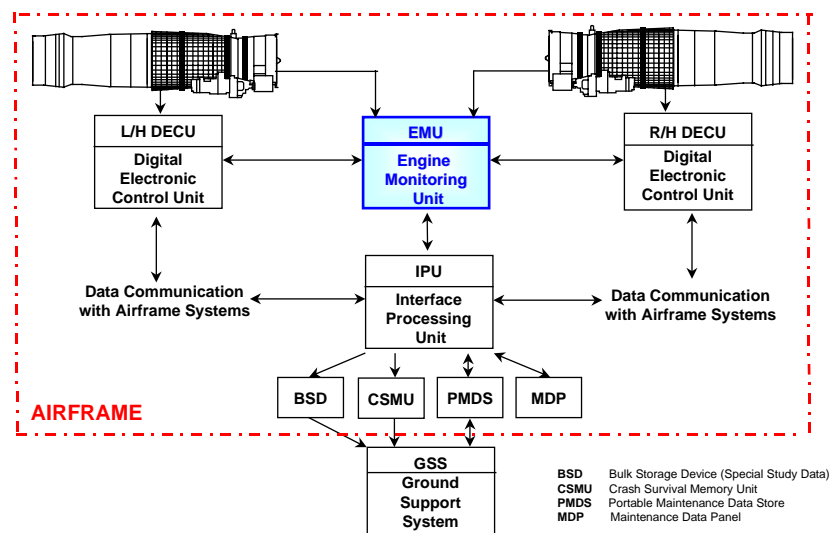 L/H DECU
Digital
Electronic
Control Unit
EMU
Engine
Monitoring
Unit
R/H DECU
Digital
Electronic
Control Unit
IPU
Interface
Processing
Unit
Data Communication
with Airframe Systems
Data Communication
with Airframe Systems
BSD
CSMU
PMDS
MDP
AIRFRAME
GSS
Ground
Support
System
BSD Bulk Storage Device (Special Study Data)
CSMU Crash Survival Memory Unit
PMDS Portable Maintenance Data Store
MDP Maintenance Data Panel